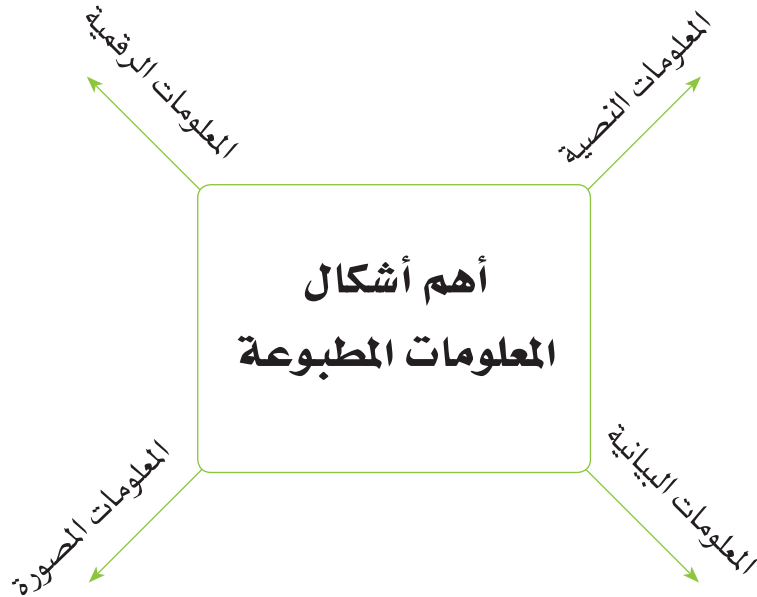 المعلومات النصية
المعلومات الرقمية
أهم أشكال
المعلومات المطبوعة
المعلومات البيانية
المعلومات المصورة